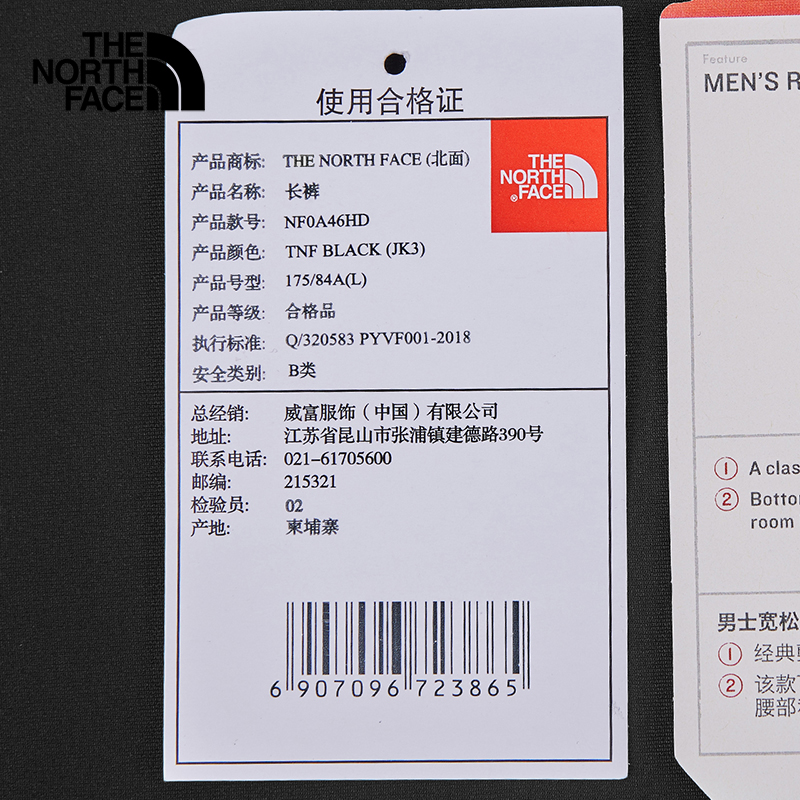 THE
NORTH
FACE
使用合格证
THE
NORTH
®FACE
产品商标: THE NORTH FACE (北面)
产品名称: 长裤
产品款号: NF0A46HD
产品颜色: TNF BLACK (JK3)
产品号型: 175/84A(L)
产品等级: 合格品
执行标准: Q/320583 PYVF001-2018
安全类别: B类
总经销: 威富服饰（中国）有限公司
地址: 江苏省昆山市张浦镇建德路390号
联系电话: 021-61705600
邮编: 215321
检验员: 02
产地: 柬埔寨
6 907096 723865
Feature
MEN'S R
① A clas
② Botto
room
男士宽松
① 经典
② 该款
腰部